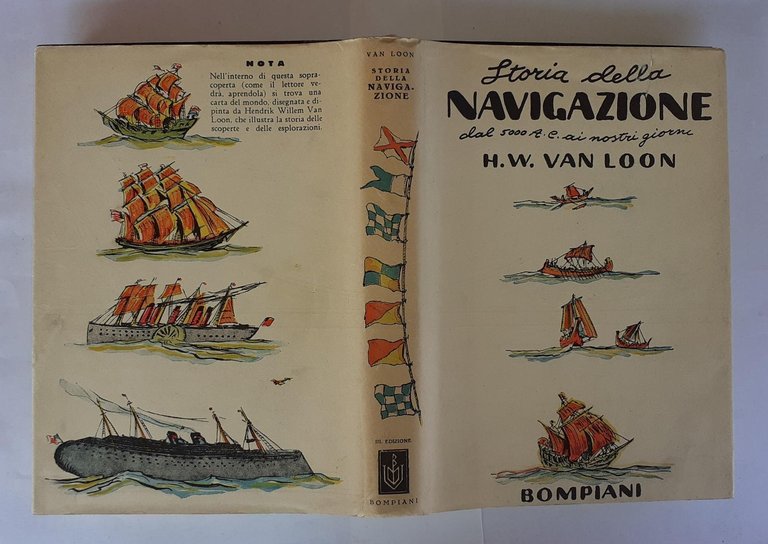 NOTA
Nell'interno di questa sopra-
coperta (come il lettore ve-
drà, aprendola) si trova una
carta del mondo, disegnata e di-
pinta da Hendrik Willem Van
Loon, che illustra la storia delle
scoperte e delle esplorazioni.
VAN LOON
STORIA
DELLA
NAVIGA-
ZIONE
III. EDIZIONE
BOMPIANI
Storia della
NAVIGAZIONE
dal 5000 A.C. ai nostri giorni
H.W. VAN LOON
BOMPIANI